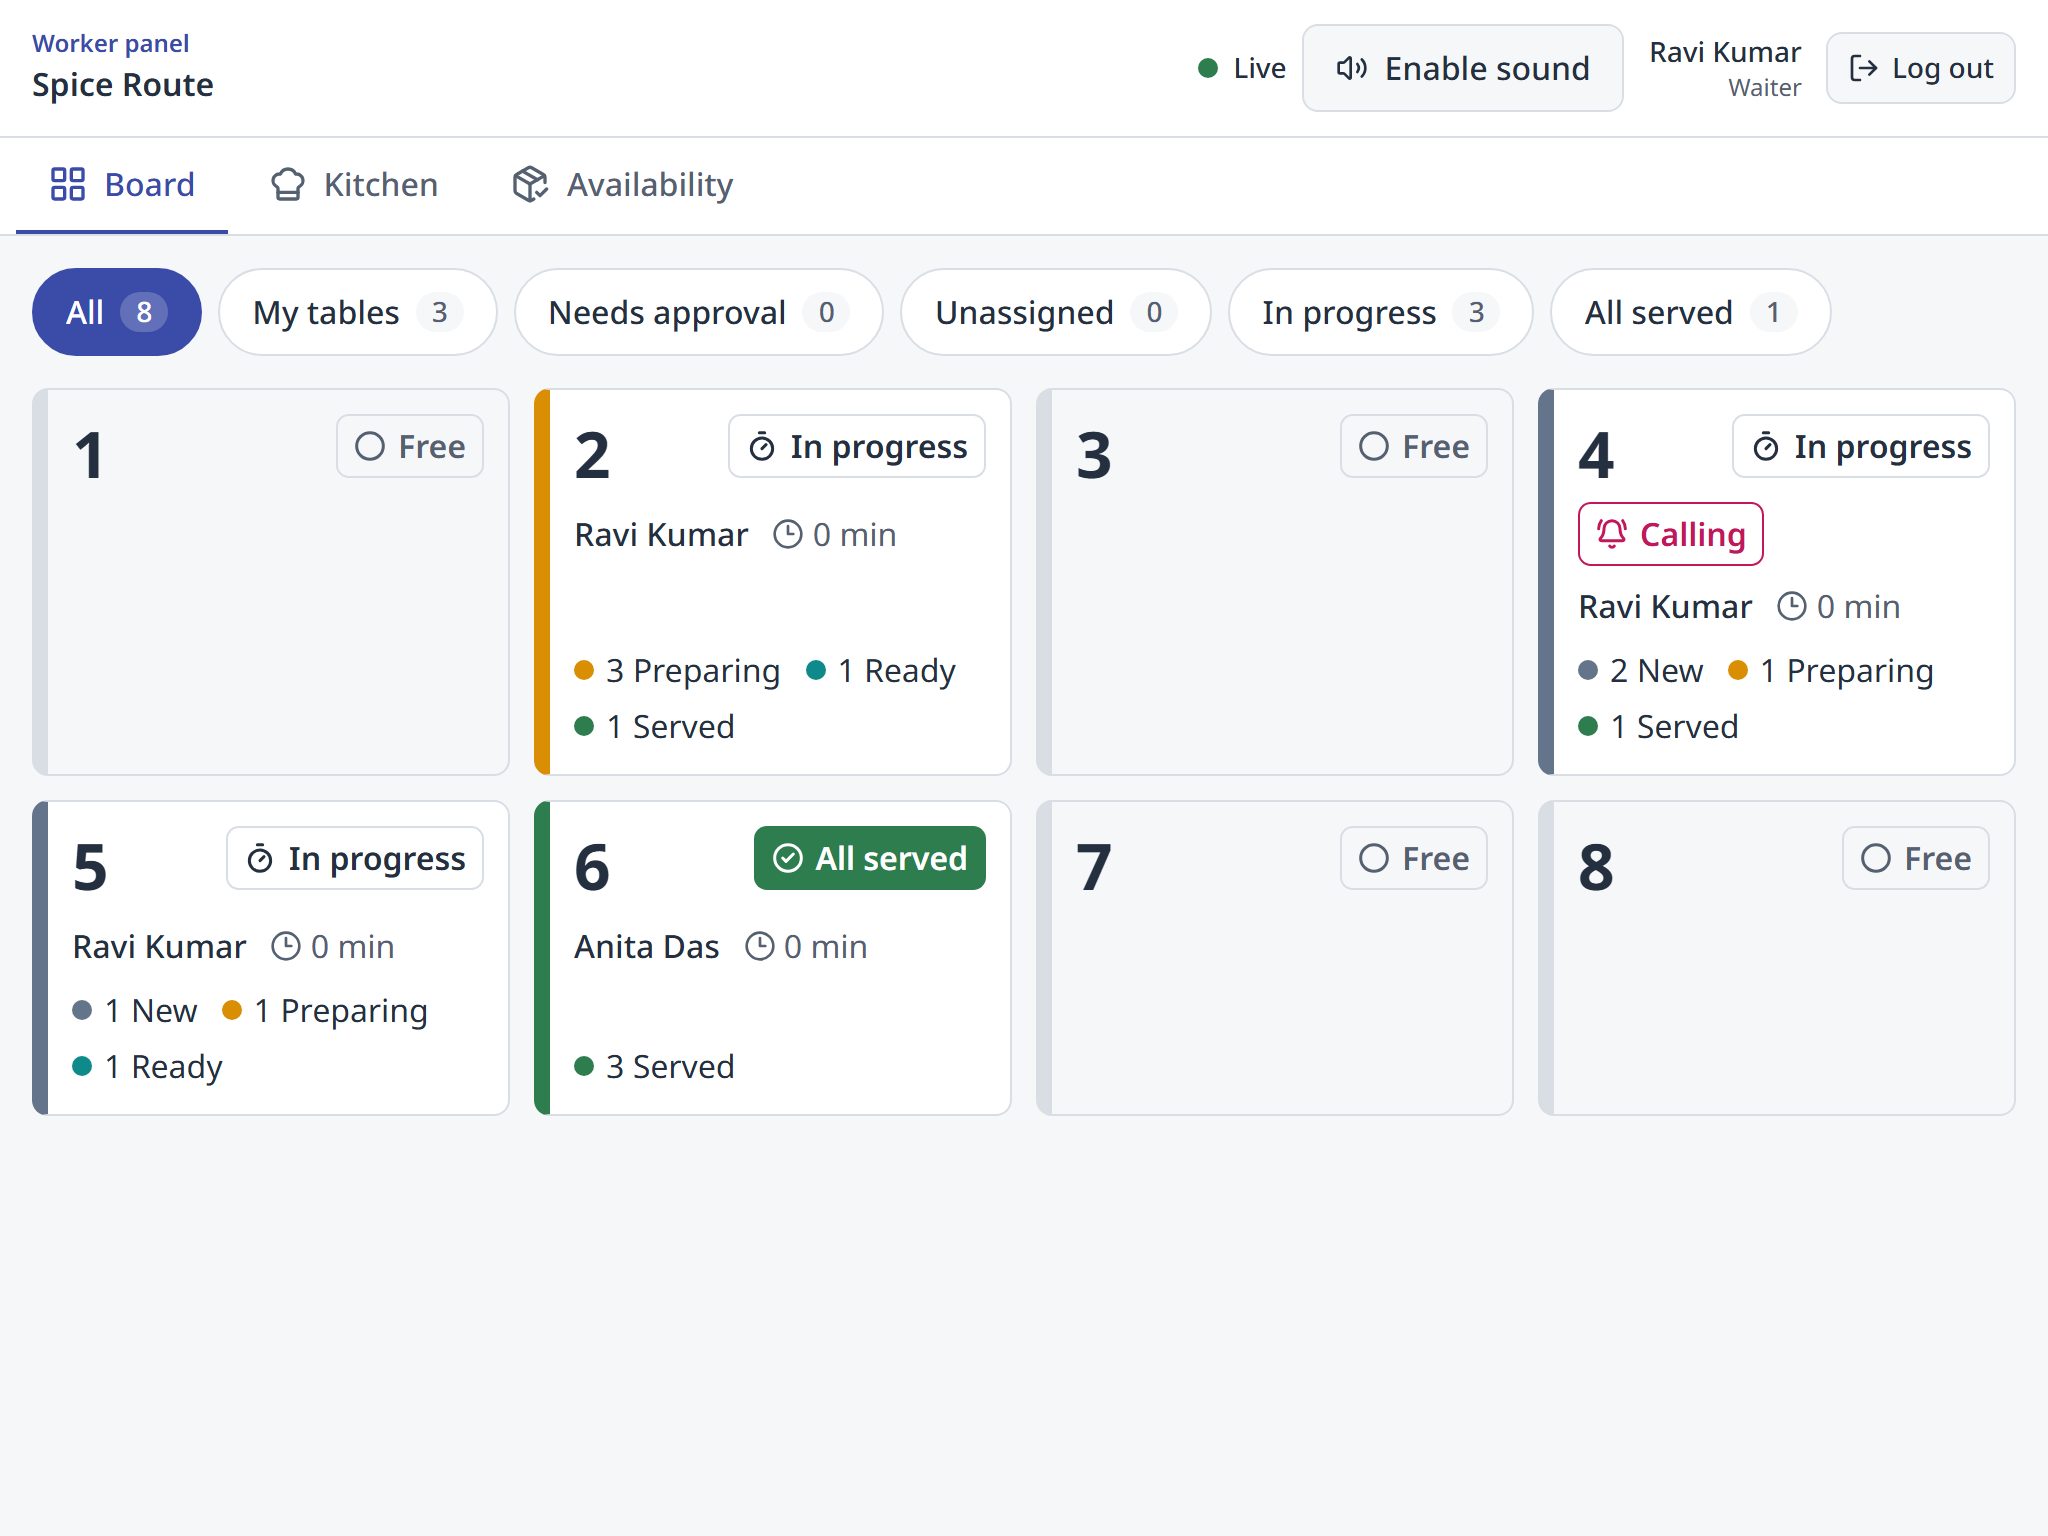 Worker panel
Spice Route
Live
Enable sound
Ravi Kumar
Waiter
Log out
Board
Kitchen
Availability
All 8
My tables 3
Needs approval 0
Unassigned 0
In progress 3
All served 1
1
Free
2
In progress
Ravi Kumar 0 min
3 Preparing 1 Ready
1 Served
3
Free
4
In progress
Calling
Ravi Kumar 0 min
2 New 1 Preparing
1 Served
5
In progress
Ravi Kumar 0 min
1 New 1 Preparing
1 Ready
6
All served
Anita Das 0 min
3 Served
7
Free
8
Free